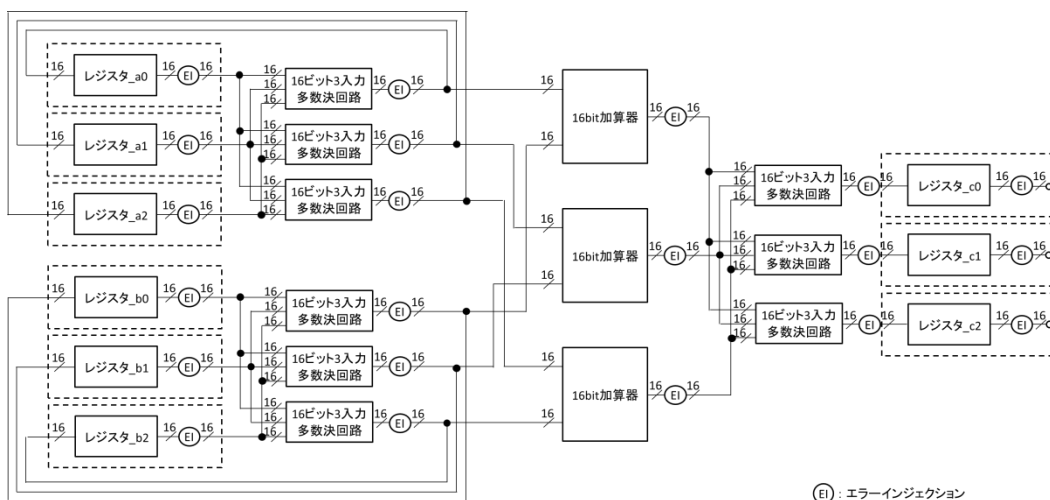 16 レジスタ_a0 16 EI 16
16 16 16 16ビット3入力多数決回路 16 EI 16
16 16bit加算器 16 EI 16
16 レジスタ_a1 16 EI 16
16 16 16 16ビット3入力多数決回路 16 EI 16
16
16 レジスタ_a2 16 EI 16
16 16 16 16ビット3入力多数決回路 16 EI 16
16 16 16 16ビット3入力多数決回路 16 EI 16 レジスタ_c0 16 EI 16
16 16bit加算器 16 EI 16
16
16 16 16 16ビット3入力多数決回路 16 EI 16 レジスタ_c1 16 EI 16
16 レジスタ_b0 16 EI 16
16 16 16 16ビット3入力多数決回路 16 EI 16
16 16 16 16ビット3入力多数決回路 16 EI 16 レジスタ_c2 16 EI 16
16 レジスタ_b1 16 EI 16
16 16 16 16ビット3入力多数決回路 16 EI 16
16 16bit加算器 16 EI 16
16
16 レジスタ_b2 16 EI 16
16 16 16 16ビット3入力多数決回路 16 EI 16
EI : エラーインジェクション